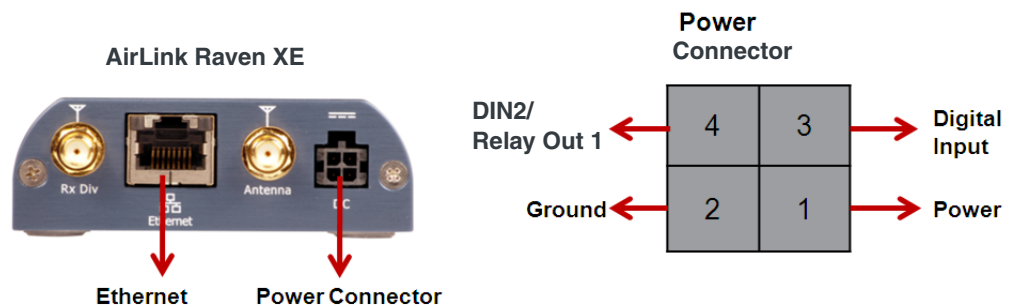 AirLink Raven XE
Rx Div
Ethernet
Antenna
DC
Ethernet
Power Connector
Power
Connector
DIN2/
Relay Out 1
4
3
Digital
Input
Ground
2
1
Power